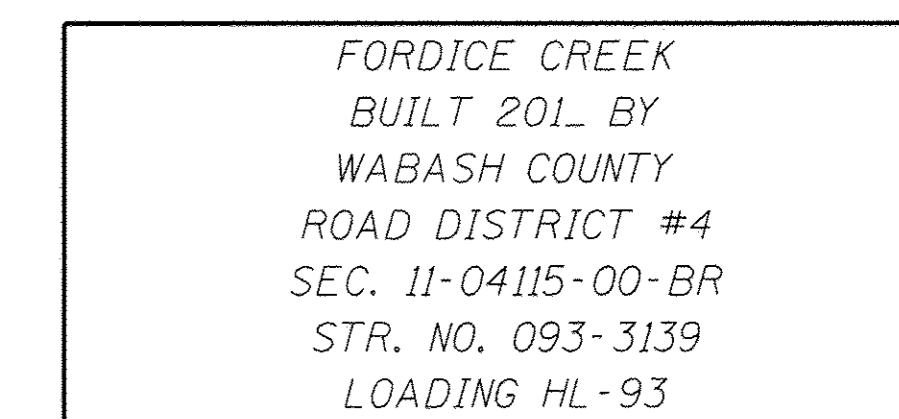 FORDICE CREEK
BUILT 201_ BY
WABASH COUNTY
ROAD DISTRICT #4
SEC. 11-04115-00-BR
STR. NO. 093-3139
LOADING HL-93